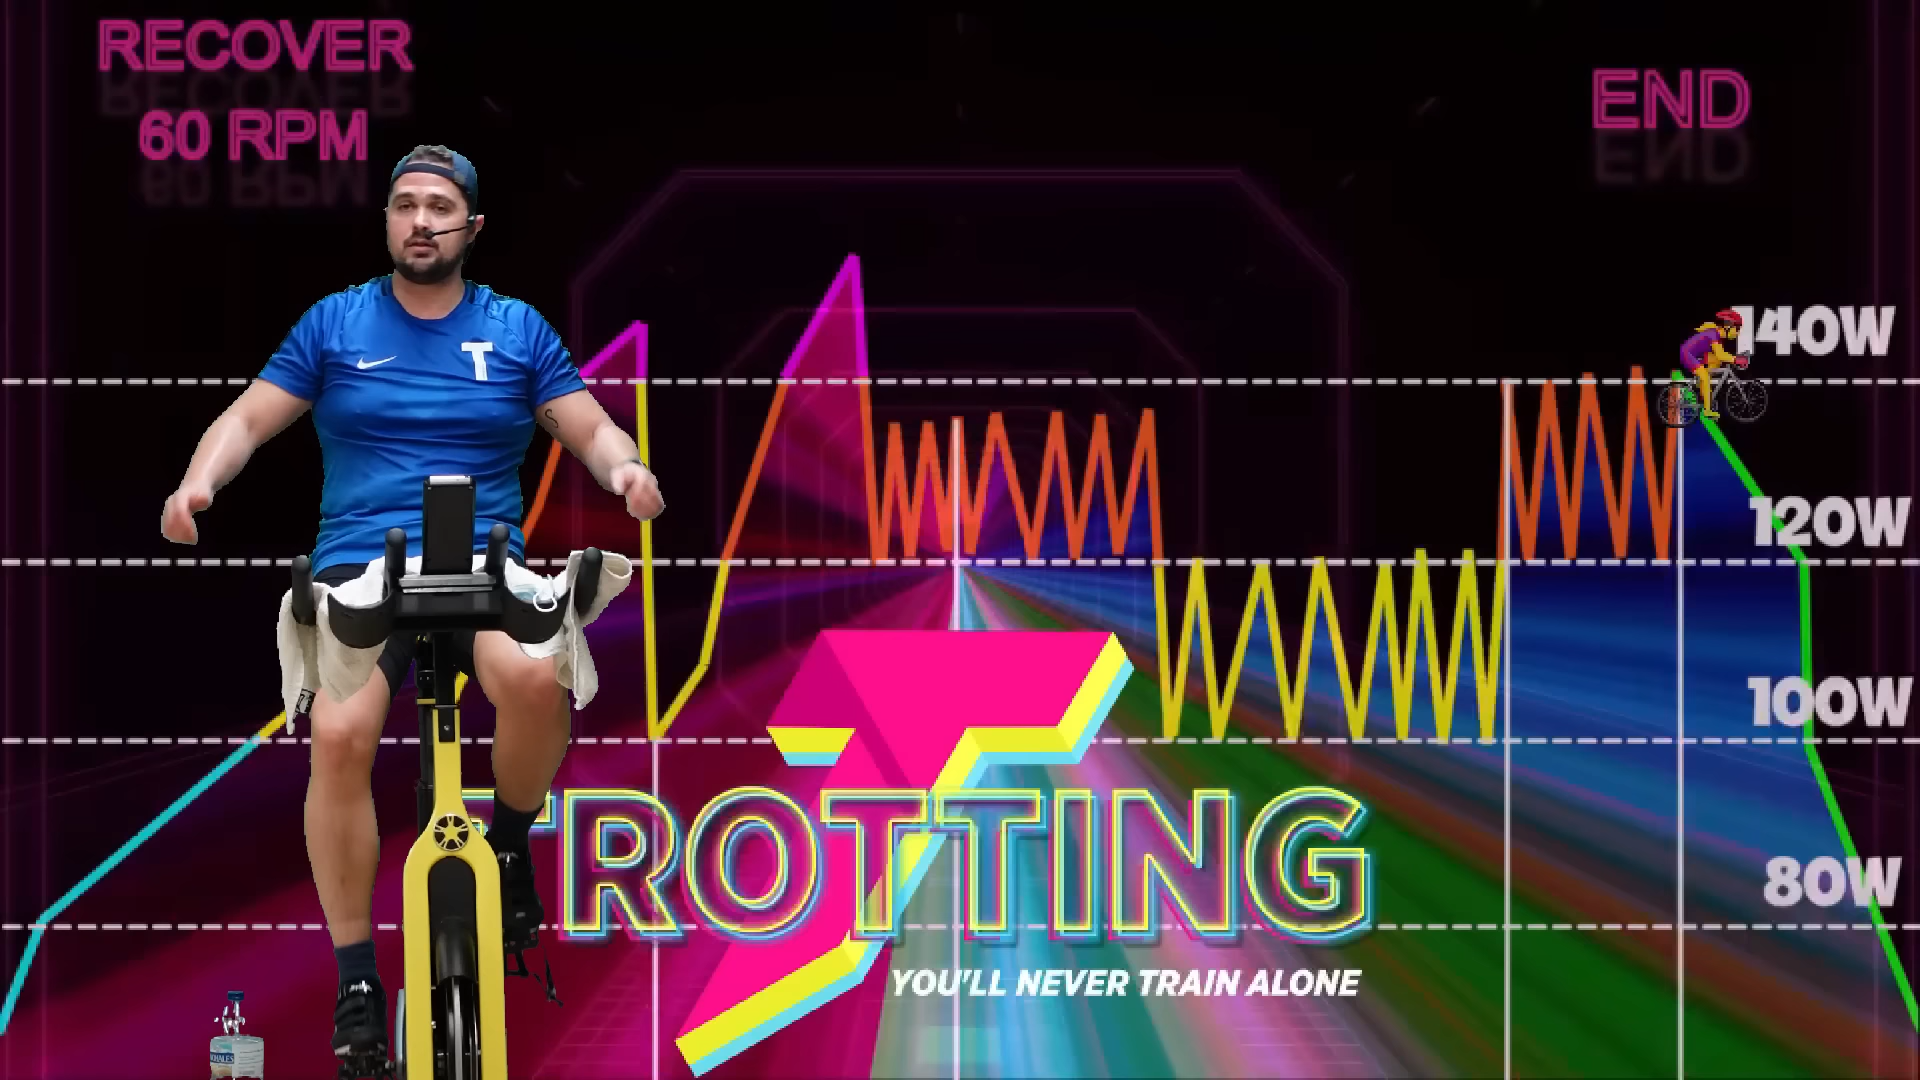 RECOVER
60 RPM
END
140W
120W
100W
80W
T
TROTTING
YOU'LL NEVER TRAIN ALONE